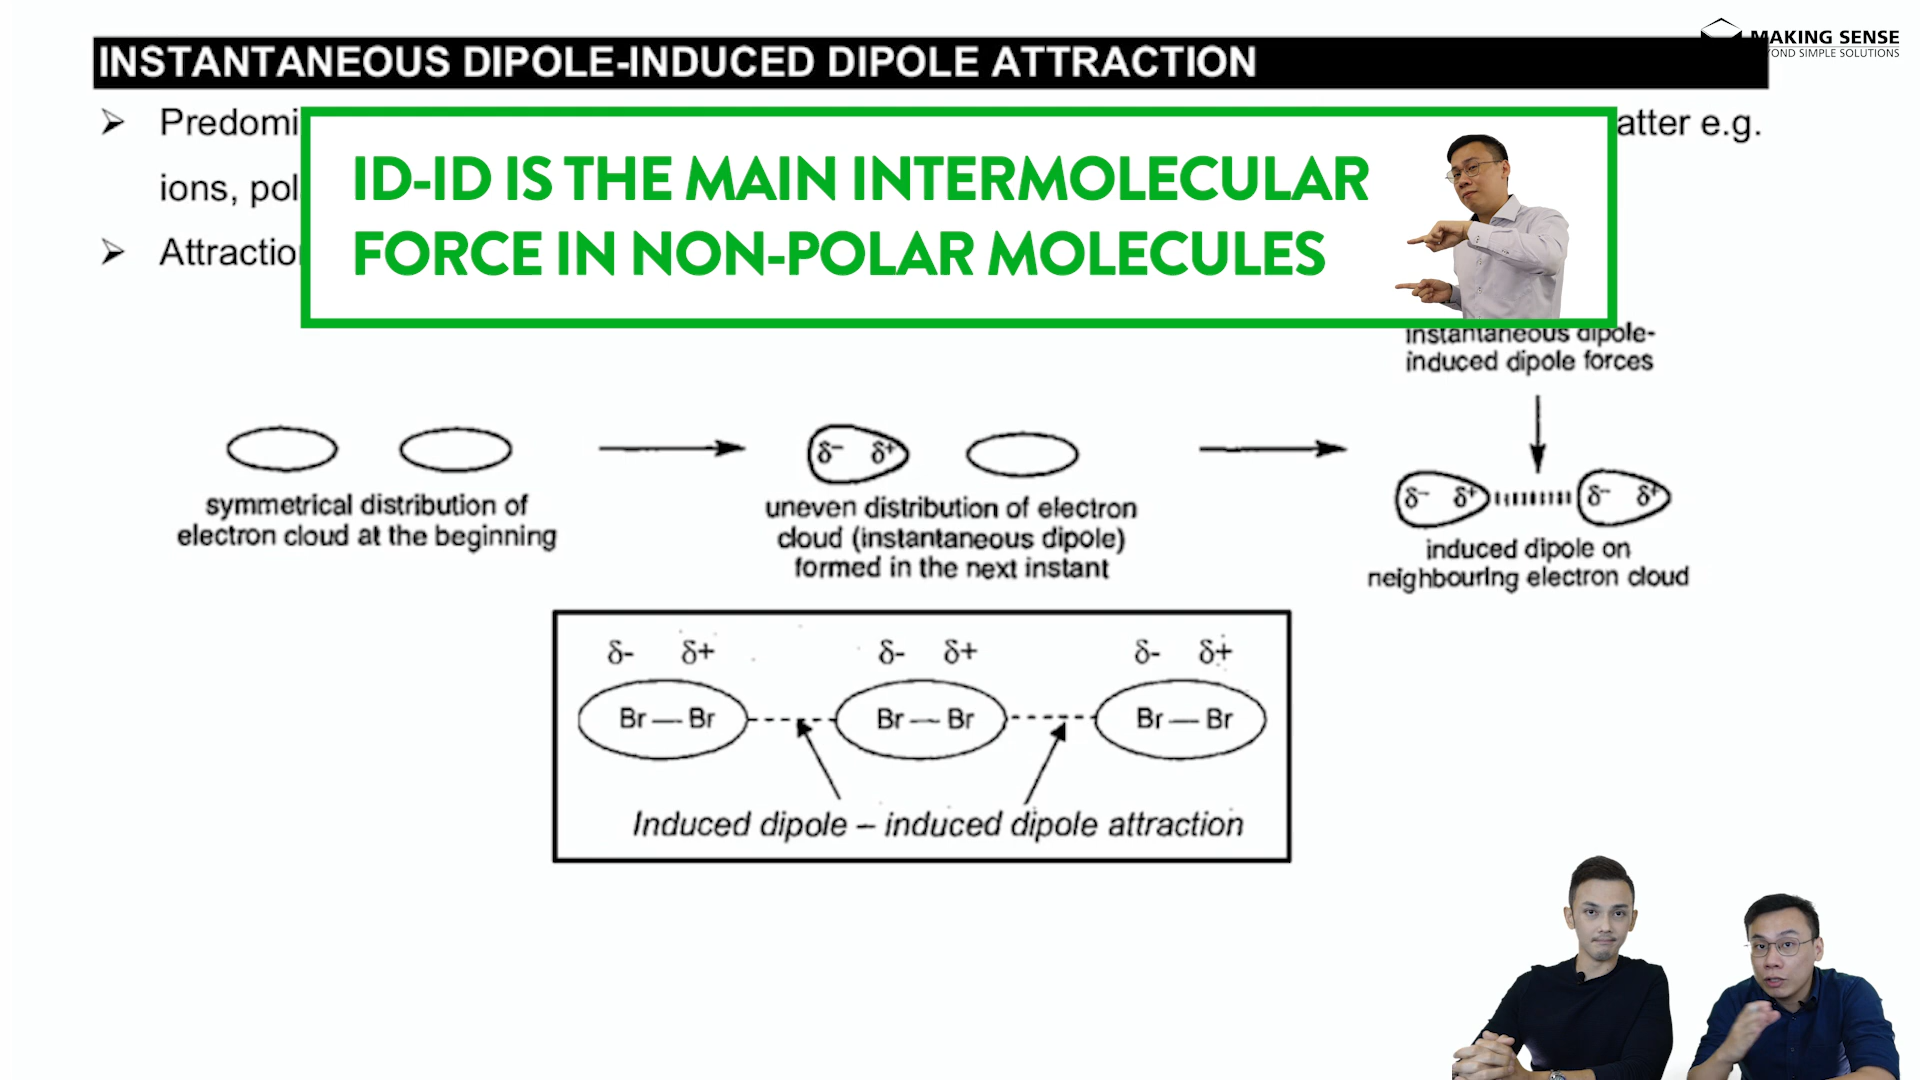 MAKING SENSE
YOND SIMPLE SOLUTIONS
INSTANTANEOUS DIPOLE-INDUCED DIPOLE ATTRACTION
Predomi
atter e.g.
ions, pol
Attractio
ID-ID IS THE MAIN INTERMOLECULAR
FORCE IN NON-POLAR MOLECULES
instantaneous dipole-
induced dipole forces
δ- δ+
δ- δ+ δ- δ+
symmetrical distribution of
electron cloud at the beginning
uneven distribution of electron
cloud (instantaneous dipole)
formed in the next instant
induced dipole on
neighbouring electron cloud
δ- δ+ δ- δ+ δ- δ+
Br — Br Br — Br Br — Br
Induced dipole – induced dipole attraction